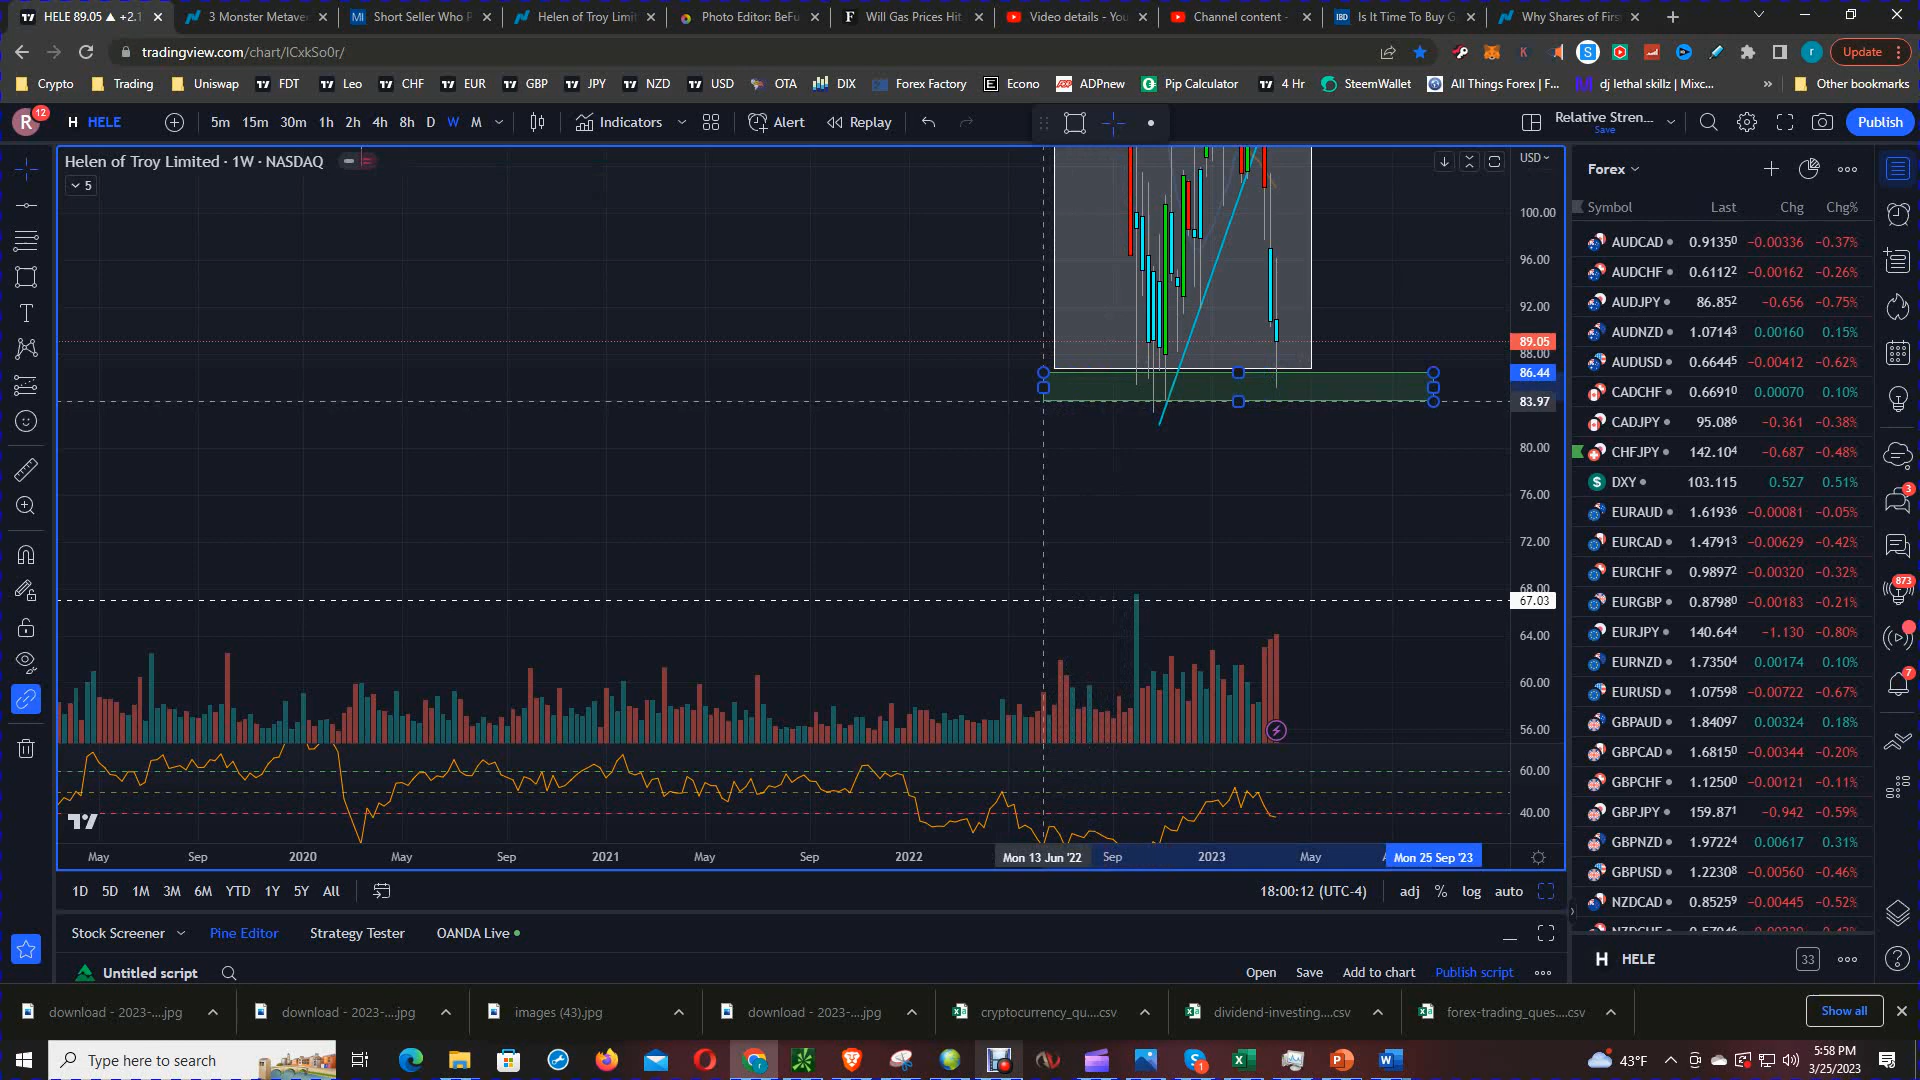 HELE 89.05 ▲ +2.1
3 Monster Metave
Short Seller Who P
Helen of Troy Limi
Photo Editor: BeFu
Will Gas Prices Hit
Video details - You
Channel content -
IBD Is It Time To Buy G
Why Shares of Firs
tradingview.com/chart/lCxkSo0r/
Update
Crypto Trading Uniswap FDT Leo CHF EUR GBP JPY NZD USD OTA DIX Forex Factory Econo ADPnew Pip Calculator 4 Hr SteemWallet All Things Forex | F... dj lethal skillz | Mixc... » Other bookmarks
R 12 H HELE 5m 15m 30m 1h 2h 4h 8h D W M Indicators Alert Replay Relative Stren... Save Publish
Helen of Troy Limited · 1W · NASDAQ
5
USD
100.00
96.00
92.00
89.05
88.00
86.44
83.97
80.00
76.00
72.00
68.00
67.03
64.00
60.00
56.00
60.00
40.00
May Sep 2020 May Sep 2021 May Sep 2022 Mon 13 Jun '22 Sep 2023 May Mon 25 Sep '23
1D 5D 1M 3M 6M YTD 1Y 5Y All 18:00:12 (UTC-4) adj % log auto
Stock Screener Pine Editor Strategy Tester OANDA Live
Untitled script Open Save Add to chart Publish script
Forex
Symbol Last Chg Chg%
AUDCAD 0.91350 −0.00336 −0.37%
AUDCHF 0.61122 −0.00162 −0.26%
AUDJPY 86.852 −0.656 −0.75%
AUDNZD 1.07143 0.00160 0.15%
AUDUSD 0.66445 −0.00412 −0.62%
CADCHF 0.66910 0.00070 0.10%
CADJPY 95.086 −0.361 −0.38%
CHFJPY 142.104 −0.687 −0.48%
DXY 103.115 0.527 0.51%
EURAUD 1.61936 −0.00081 −0.05%
EURCAD 1.47913 −0.00629 −0.42%
EURCHF 0.98972 −0.00320 −0.32%
EURGBP 0.87980 −0.00183 −0.21%
EURJPY 140.644 −1.130 −0.80%
EURNZD 1.73504 0.00174 0.10%
EURUSD 1.07598 −0.00722 −0.67%
GBPAUD 1.84097 0.00324 0.18%
GBPCAD 1.68150 −0.00344 −0.20%
GBPCHF 1.12500 −0.00121 −0.11%
GBPJPY 159.871 −0.942 −0.59%
GBPNZD 1.97224 0.00617 0.31%
GBPUSD 1.22308 −0.00560 −0.46%
NZDCAD 0.85259 −0.00445 −0.52%
H HELE 33
3
873
7
download - 2023-....jpg
download - 2023-....jpg
images (43).jpg
download - 2023-....jpg
cryptocurrency_qu....csv
dividend-investing....csv
forex-trading_ques....csv
Show all
Type here to search
43°F
5:58 PM
3/25/2023